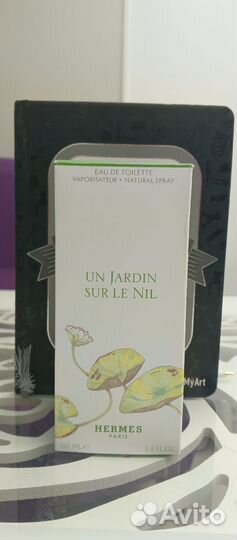 EAU DE TOILETTE
VAPORISATEUR • NATURAL SPRAY
UN JARDIN
SUR LE NIL
MyArt
HERMÈS
PARIS
100 ML ℮ 3.3 FL.OZ.
Avito